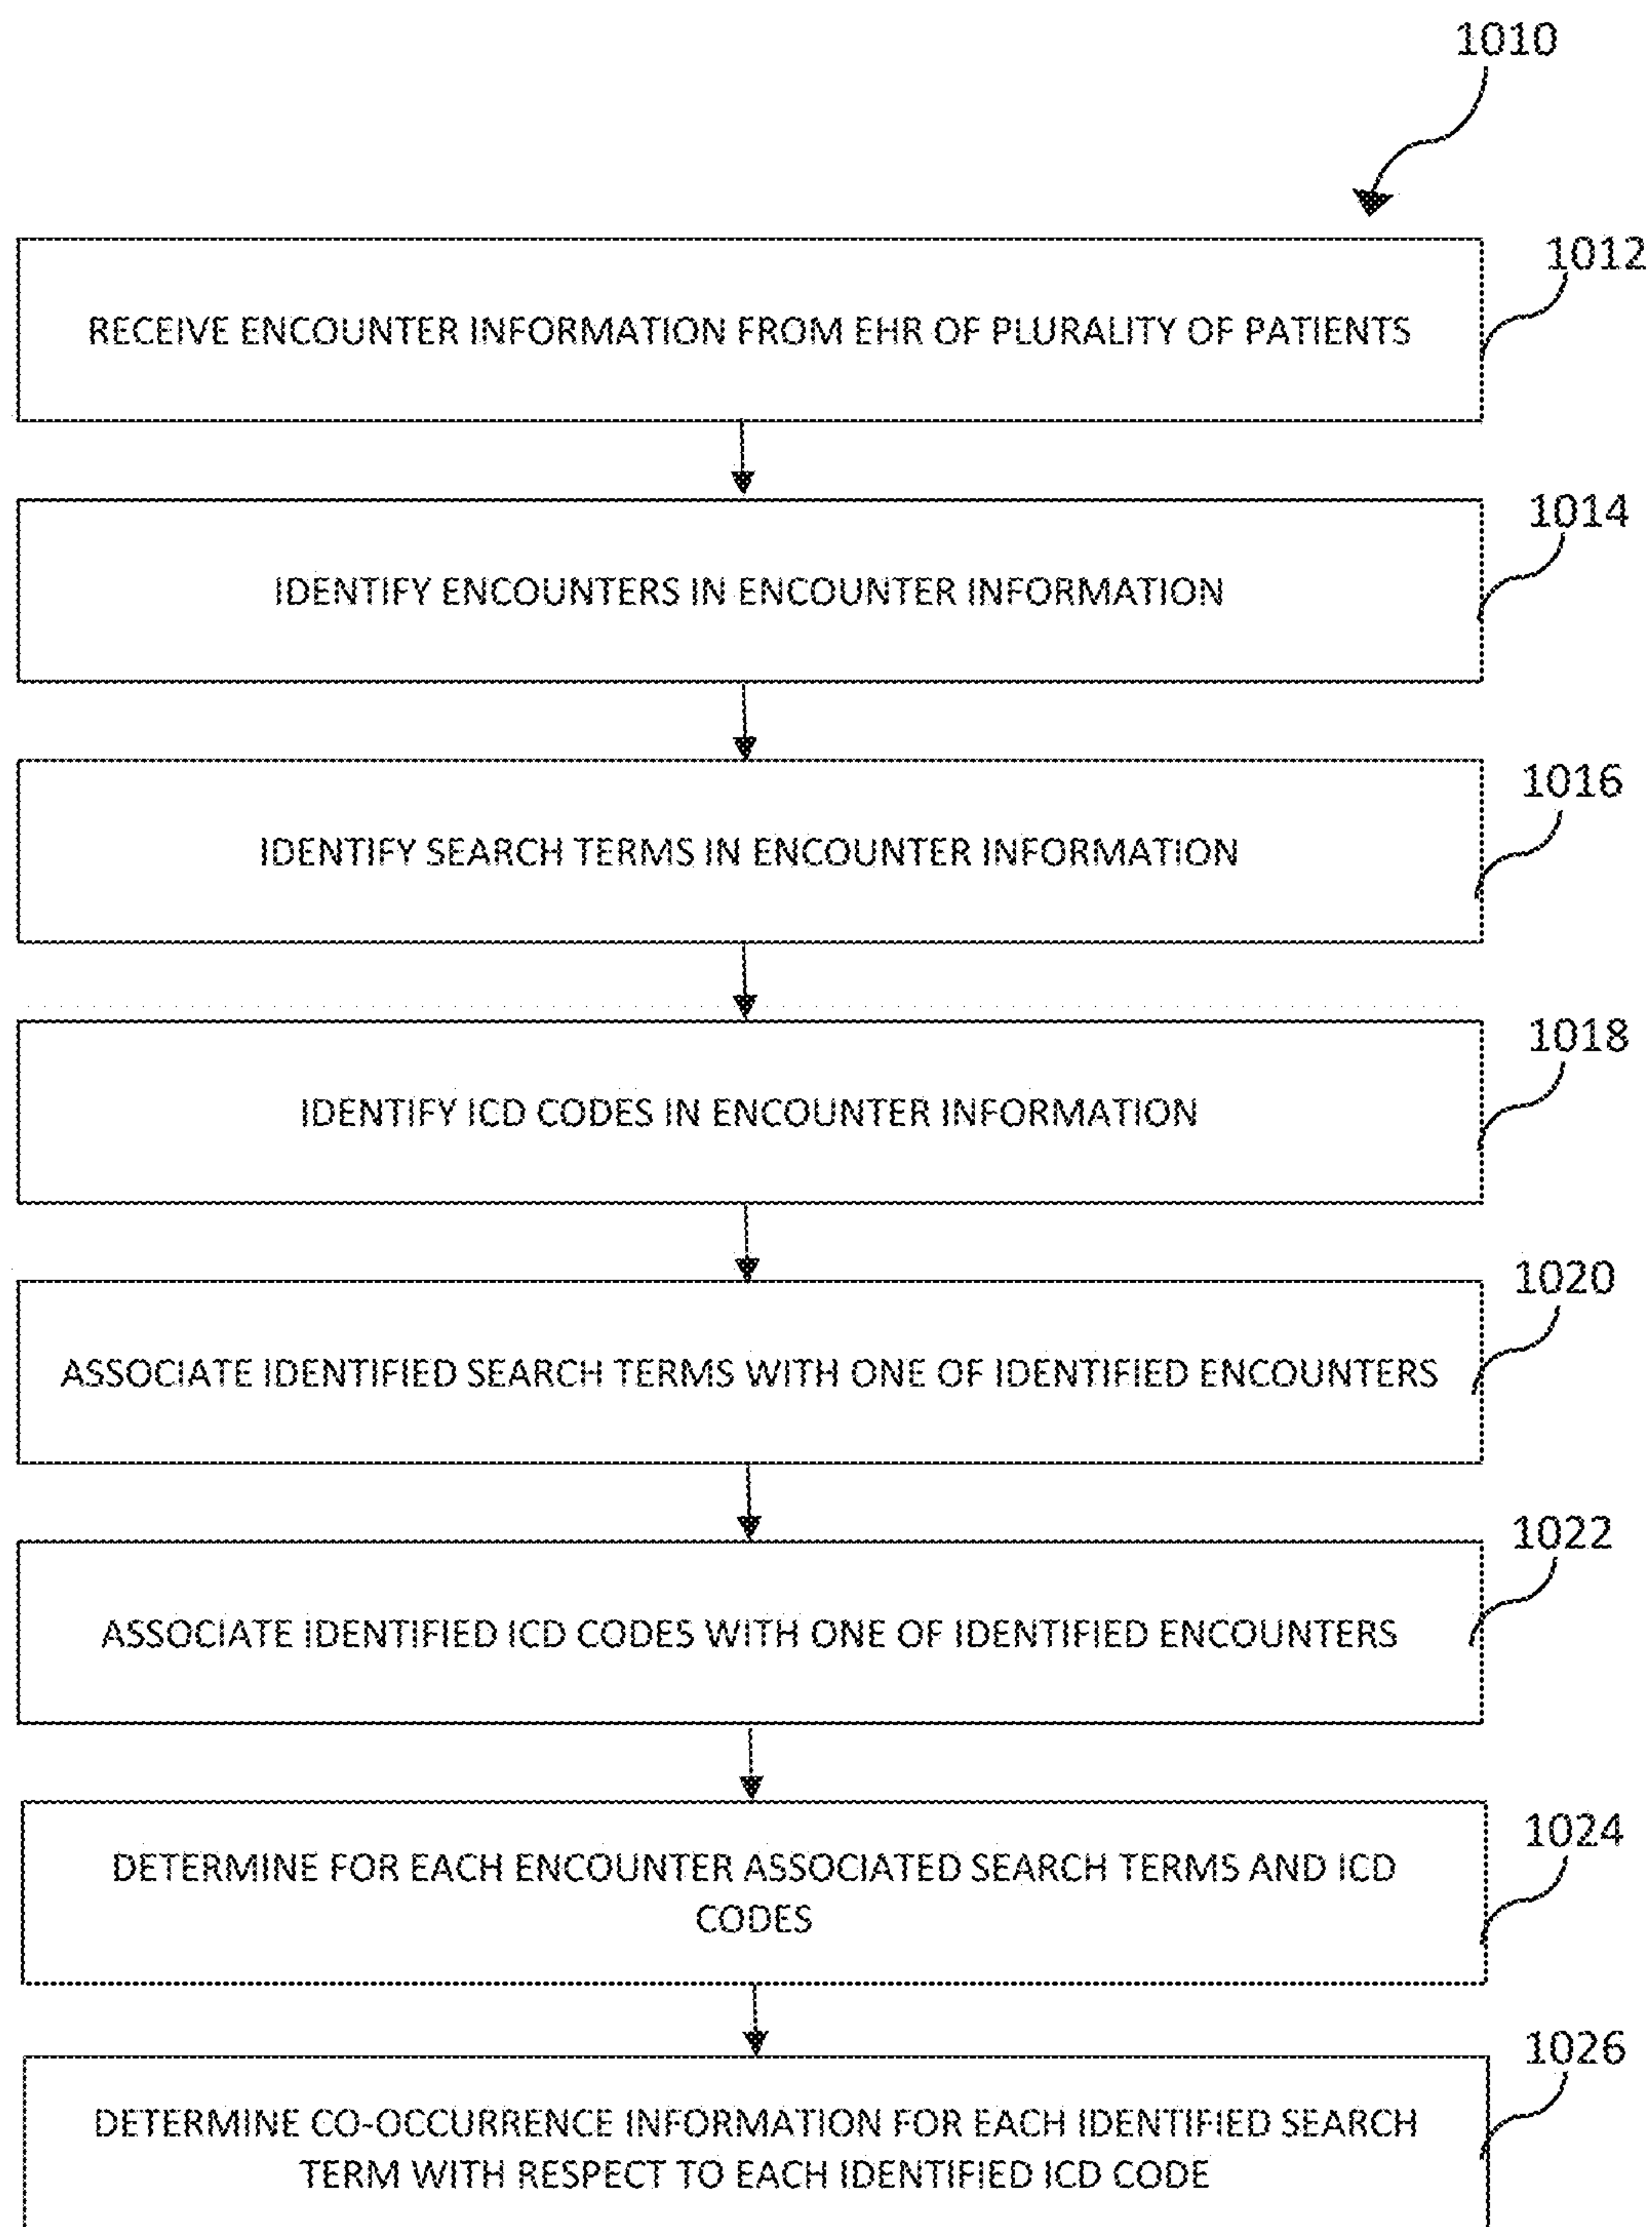 1010
1012
RECEIVE ENCOUNTER INFORMATION FROM EHR OF PLURALITY OF PATIENTS
1014
IDENTIFY ENCOUNTERS IN ENCOUNTER INFORMATION
1016
IDENTIFY SEARCH TERMS IN ENCOUNTER INFORMATION
1018
IDENTIFY ICD CODES IN ENCOUNTER INFORMATION
1020
ASSOCIATE IDENTIFIED SEARCH TERMS WITH ONE OF IDENTIFIED ENCOUNTERS
1022
ASSOCIATE IDENTIFIED ICD CODES WITH ONE OF IDENTIFIED ENCOUNTERS
1024
DETERMINE FOR EACH ENCOUNTER ASSOCIATED SEARCH TERMS AND ICD
CODES
1026
DETERMINE CO-OCCURRENCE INFORMATION FOR EACH IDENTIFIED SEARCH
TERM WITH RESPECT TO EACH IDENTIFIED ICD CODE